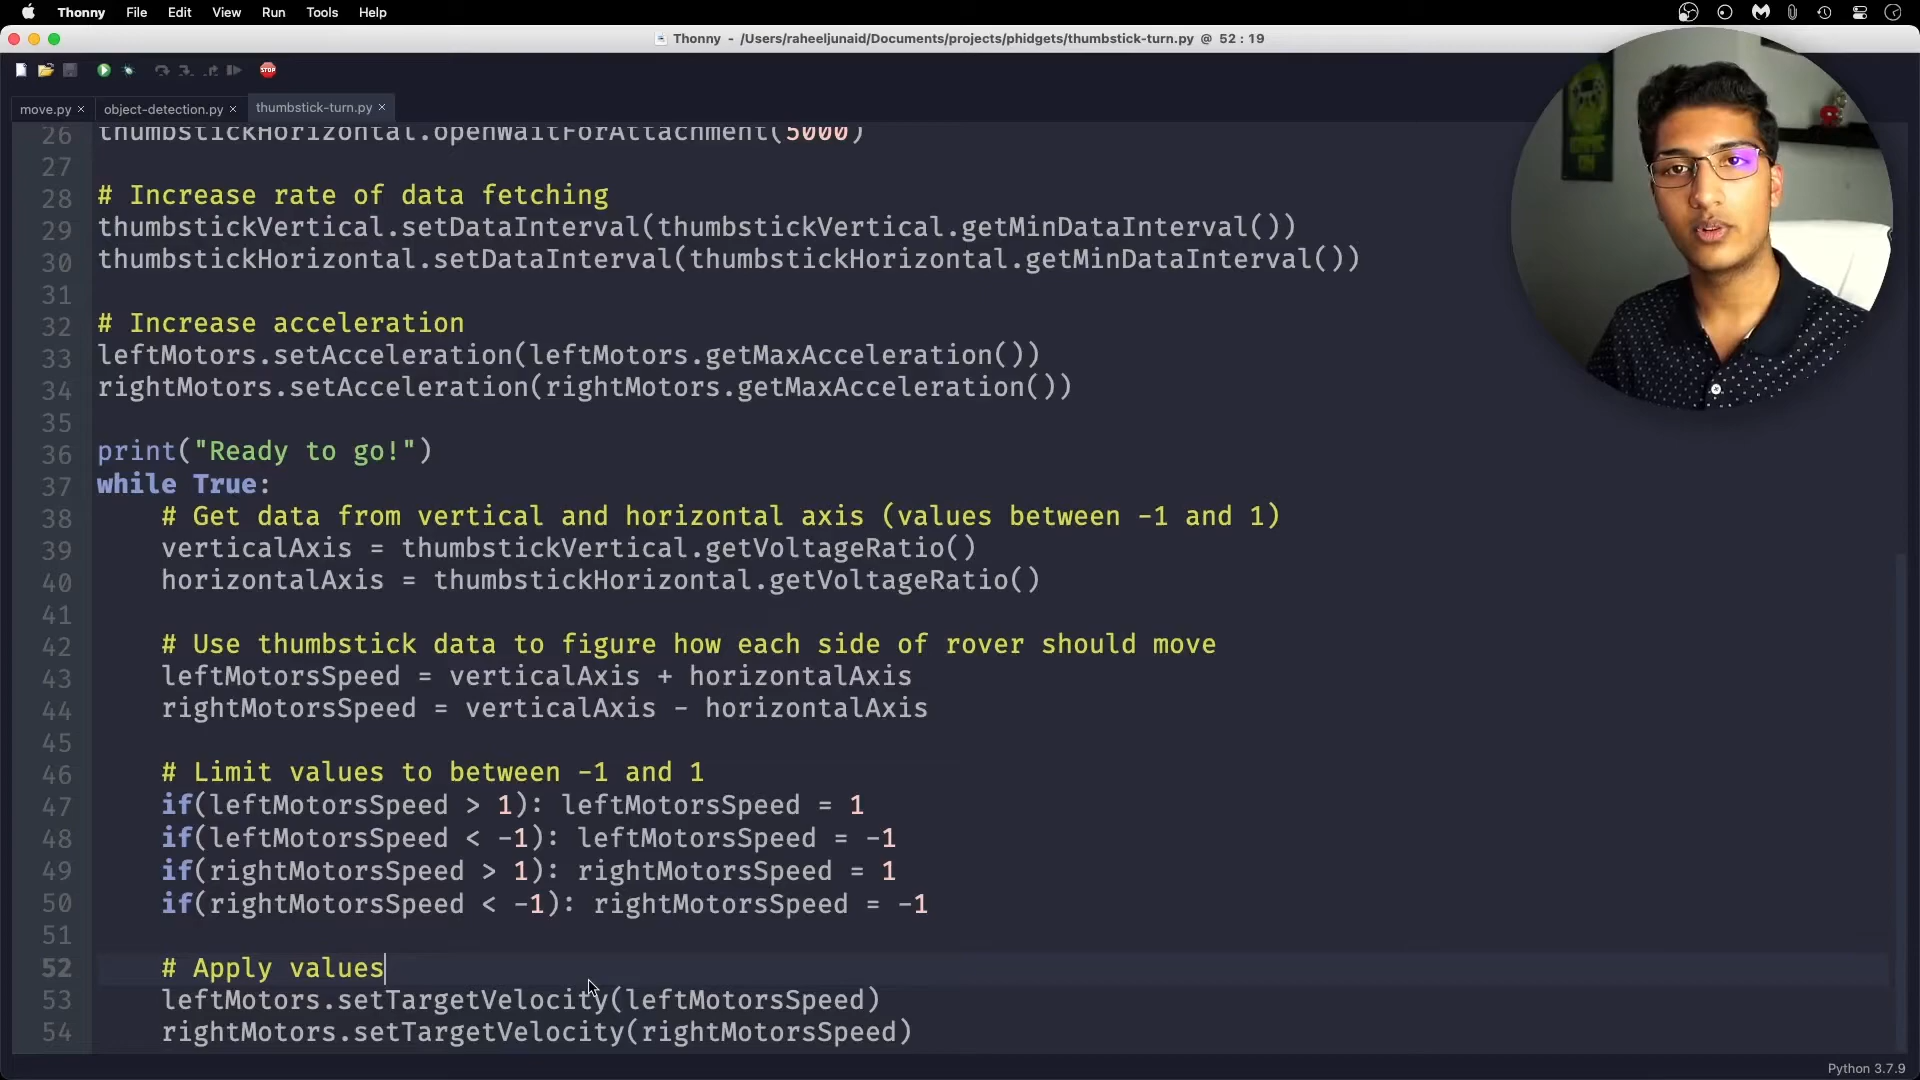 Thonny File Edit View Run Tools Help
Thonny - /Users/raheeljunaid/Documents/projects/phidgets/thumbstick-turn.py @ 52 : 19
STOP
move.py × object-detection.py × thumbstick-turn.py ×
26 thumbstickHorizontal.openWaitForAttachment(5000)
27
28 # Increase rate of data fetching
29 thumbstickVertical.setDataInterval(thumbstickVertical.getMinDataInterval())
30 thumbstickHorizontal.setDataInterval(thumbstickHorizontal.getMinDataInterval())
31
32 # Increase acceleration
33 leftMotors.setAcceleration(leftMotors.getMaxAcceleration())
34 rightMotors.setAcceleration(rightMotors.getMaxAcceleration())
35
36 print("Ready to go!")
37 while True:
38 # Get data from vertical and horizontal axis (values between -1 and 1)
39 verticalAxis = thumbstickVertical.getVoltageRatio()
40 horizontalAxis = thumbstickHorizontal.getVoltageRatio()
41
42 # Use thumbstick data to figure how each side of rover should move
43 leftMotorsSpeed = verticalAxis + horizontalAxis
44 rightMotorsSpeed = verticalAxis - horizontalAxis
45
46 # Limit values to between -1 and 1
47 if(leftMotorsSpeed > 1): leftMotorsSpeed = 1
48 if(leftMotorsSpeed < -1): leftMotorsSpeed = -1
49 if(rightMotorsSpeed > 1): rightMotorsSpeed = 1
50 if(rightMotorsSpeed < -1): rightMotorsSpeed = -1
51
52 # Apply values
53 leftMotors.setTargetVelocity(leftMotorsSpeed)
54 rightMotors.setTargetVelocity(rightMotorsSpeed)
Python 3.7.9